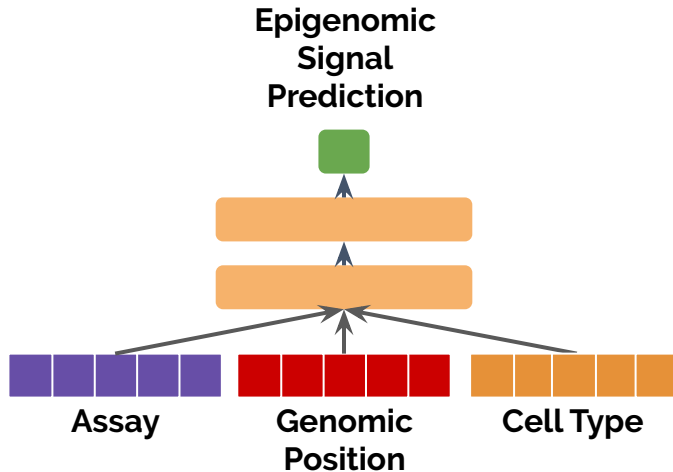 Epigenomic
Signal
Prediction
Assay
Genomic
Position
Cell Type